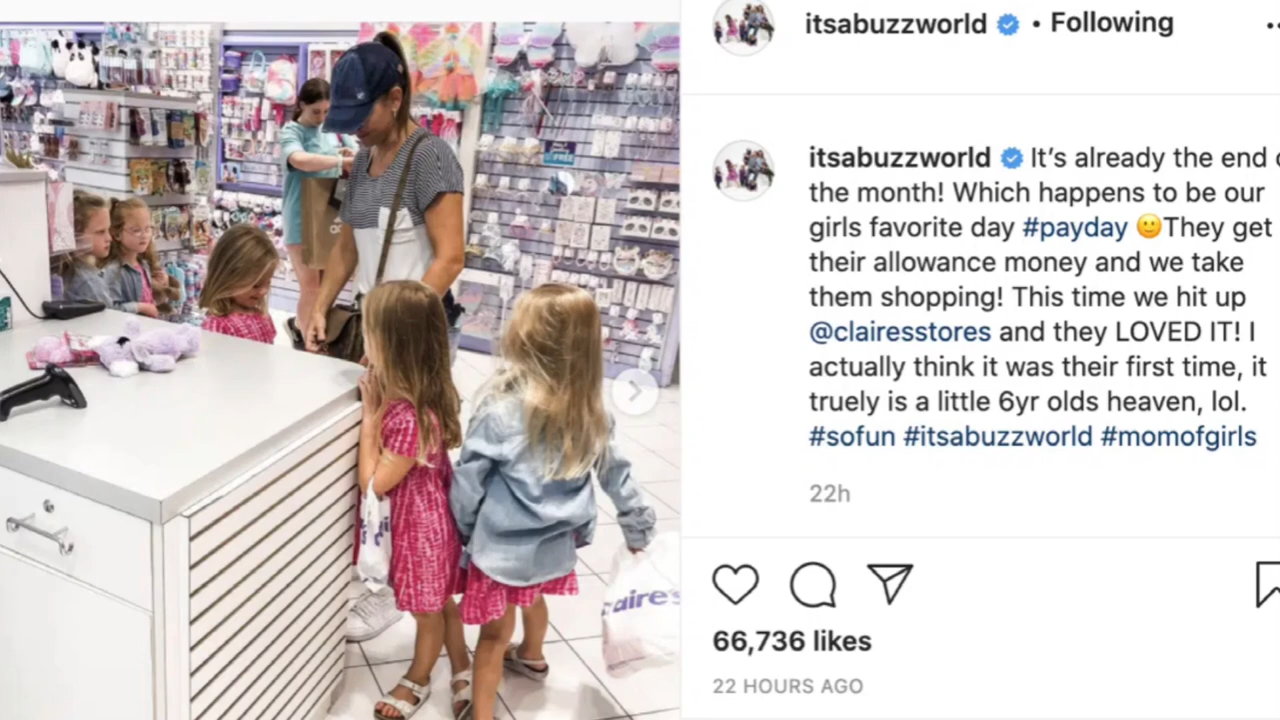 itsabuzzworld • Following
itsabuzzworld It’s already the end
the month! Which happens to be our
girls favorite day #payday 🙂They get
their allowance money and we take
them shopping! This time we hit up
@clairesstores and they LOVED IT! I
actually think it was their first time, it
truely is a little 6yr olds heaven, lol.
#sofun #itsabuzzworld #momofgirls
22h
66,736 likes
22 HOURS AGO
aire's
FREE